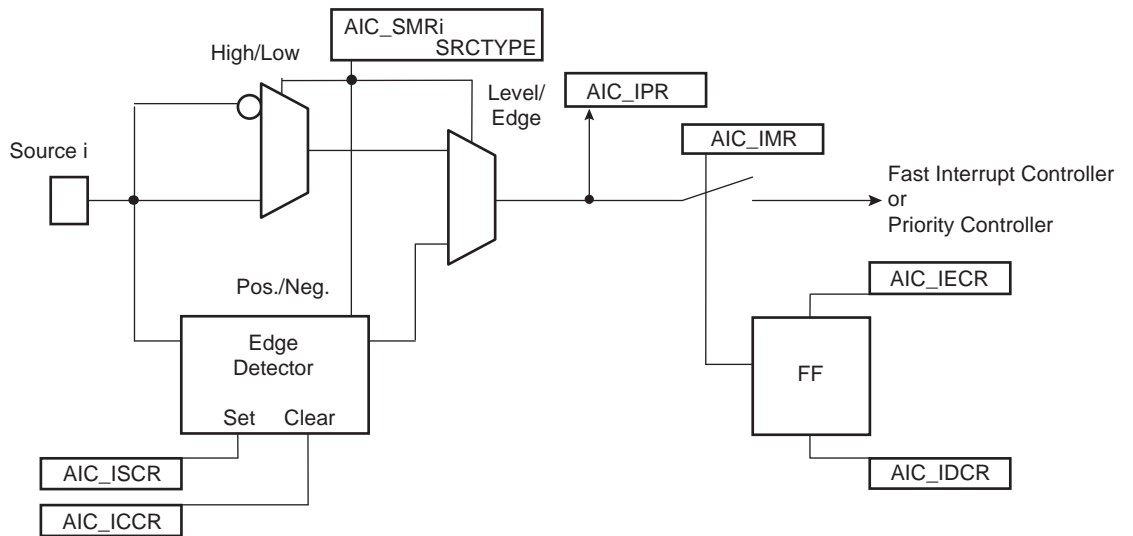 AIC_SMRi
SRCTYPE
High/Low
Level/
Edge
AIC_IPR
AIC_IMR
Source i
Fast Interrupt Controller
or
Priority Controller
Pos./Neg.
AIC_IECR
Edge
Detector
FF
Set Clear
AIC_ISCR
AIC_IDCR
AIC_ICCR